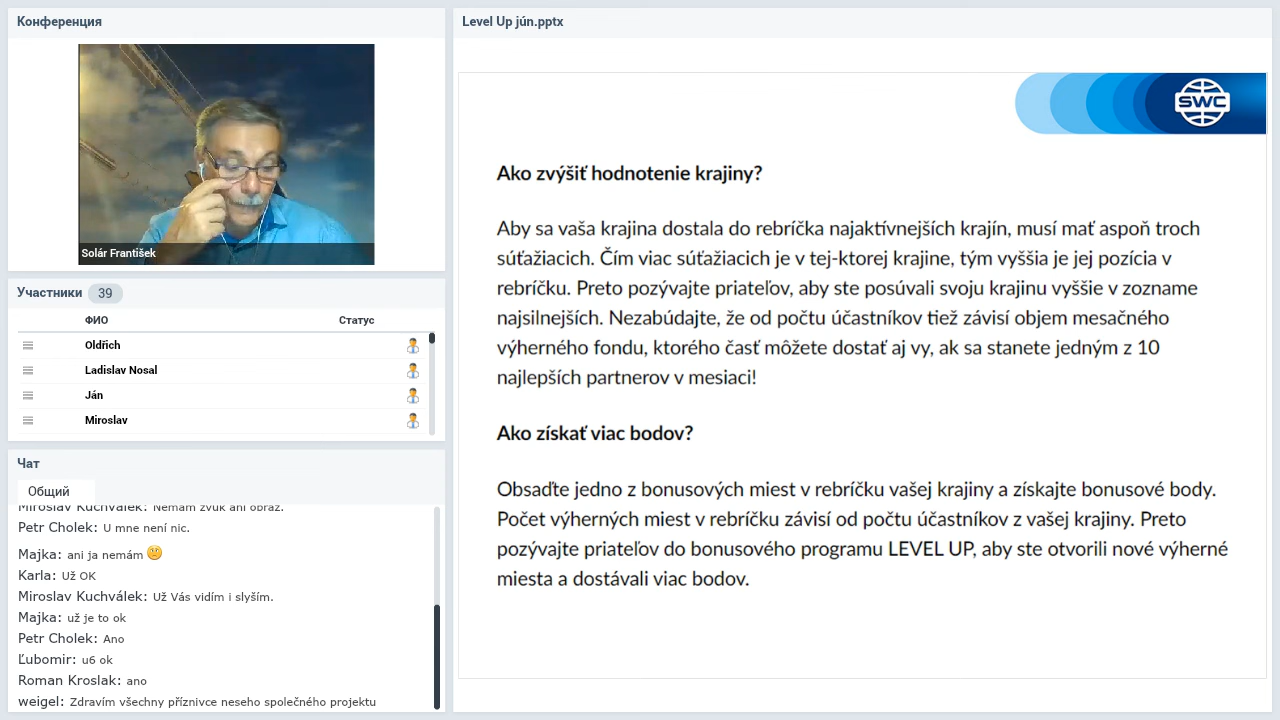 Конференция
Solár František
Участники 39
ФИО Статус
Oldřich
Ladislav Nosal
Ján
Miroslav
Чат
Общий
Miroslav Kuchválek: Nemám zvuk ani obraz.
Petr Cholek: U mne není nic.
Majka: ani ja nemám
Karla: Už OK
Miroslav Kuchválek: Už Vás vidím i slyším.
Majka: už je to ok
Petr Cholek: Ano
Ľubomir: u6 ok
Roman Kroslak: ano
weigel: Zdravím všechny příznivce neseho společného projektu
Level Up jún.pptx
SWC
Ako zvýšiť hodnotenie krajiny?
Aby sa vaša krajina dostala do rebríčka najaktívnejších krajín, musí mať aspoň troch
súťažiacich. Čím viac súťažiacich je v tej-ktorej krajine, tým vyššia je jej pozícia v
rebríčku. Preto pozývajte priateľov, aby ste posúvali svoju krajinu vyššie v zozname
najsilnejších. Nezabúdajte, že od počtu účastníkov tiež závisí objem mesačného
výherného fondu, ktorého časť môžete dostať aj vy, ak sa stanete jedným z 10
najlepších partnerov v mesiaci!
Ako získať viac bodov?
Obsaďte jedno z bonusových miest v rebríčku vašej krajiny a získajte bonusové body.
Počet výherných miest v rebríčku závisí od počtu účastníkov z vašej krajiny. Preto
pozývajte priateľov do bonusového programu LEVEL UP, aby ste otvorili nové výherné
miesta a dostávali viac bodov.